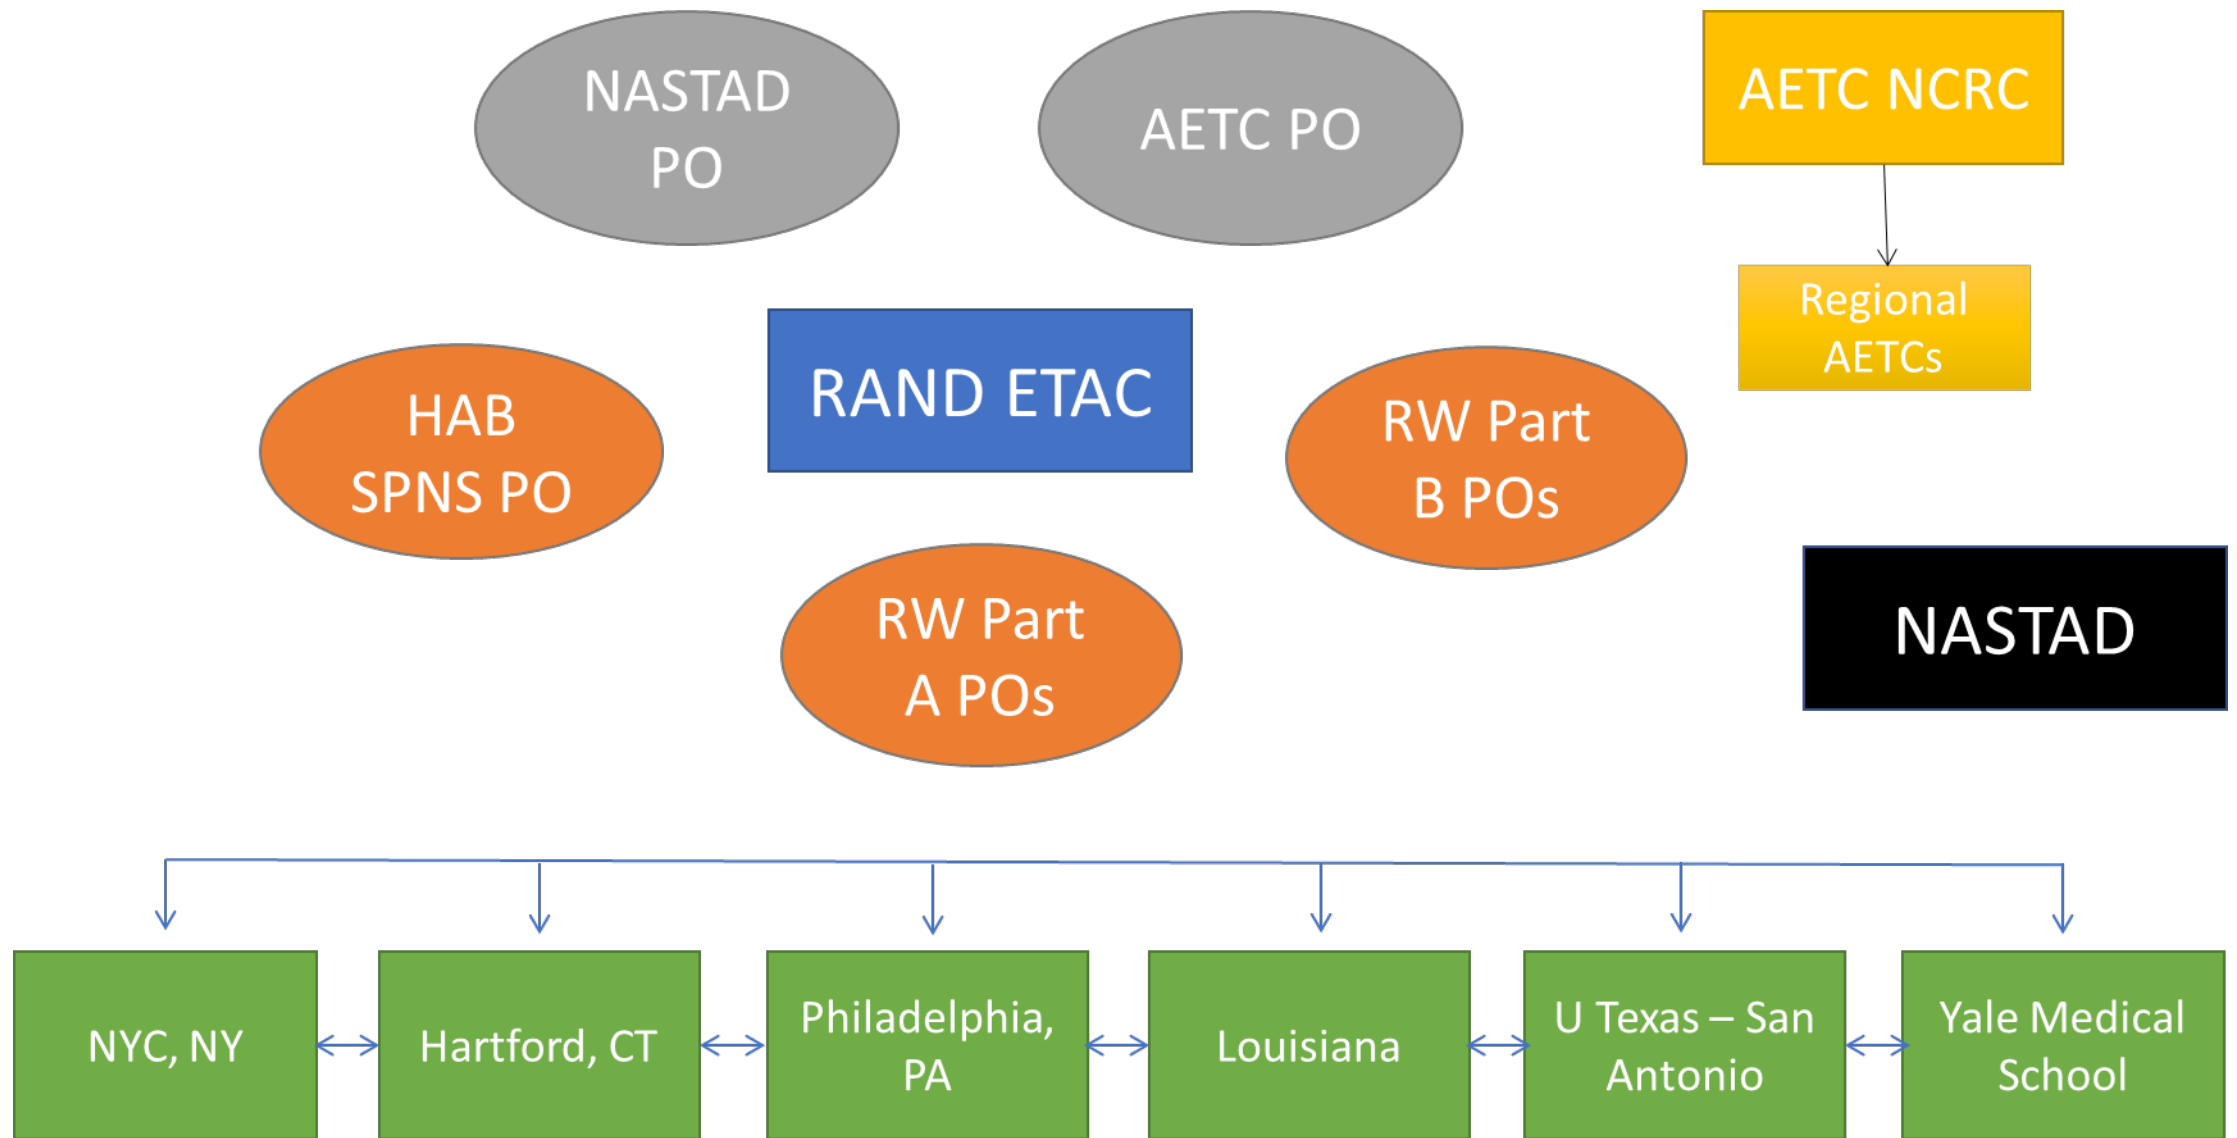 NASTAD
PO
AETC PO
AETC NCRC
Regional
AETCs
RAND ETAC
HAB
SPNS PO
RW Part
B POs
RW Part
A POs
NASTAD
NYC, NY
Hartford, CT
Philadelphia,
PA
Louisiana
U Texas – San
Antonio
Yale Medical
School